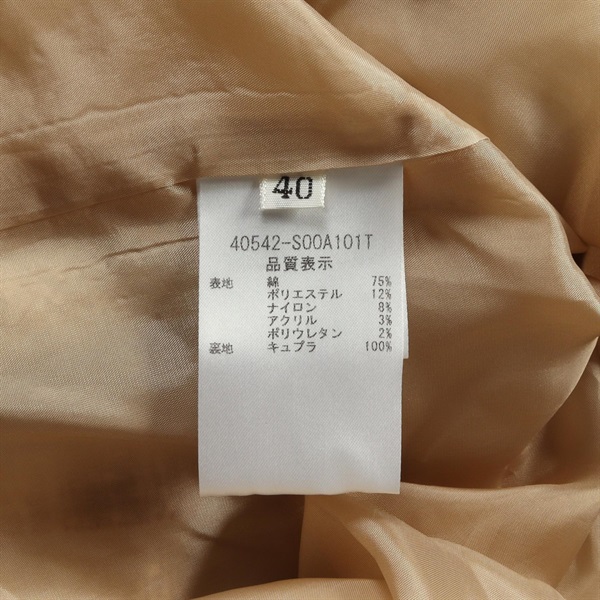 40
40542-S00A101T
品質表示
表地 綿 75%
ポリエステル 12%
ナイロン 8%
アクリル 3%
ポリウレタン 2%
裏地 キュプラ 100%